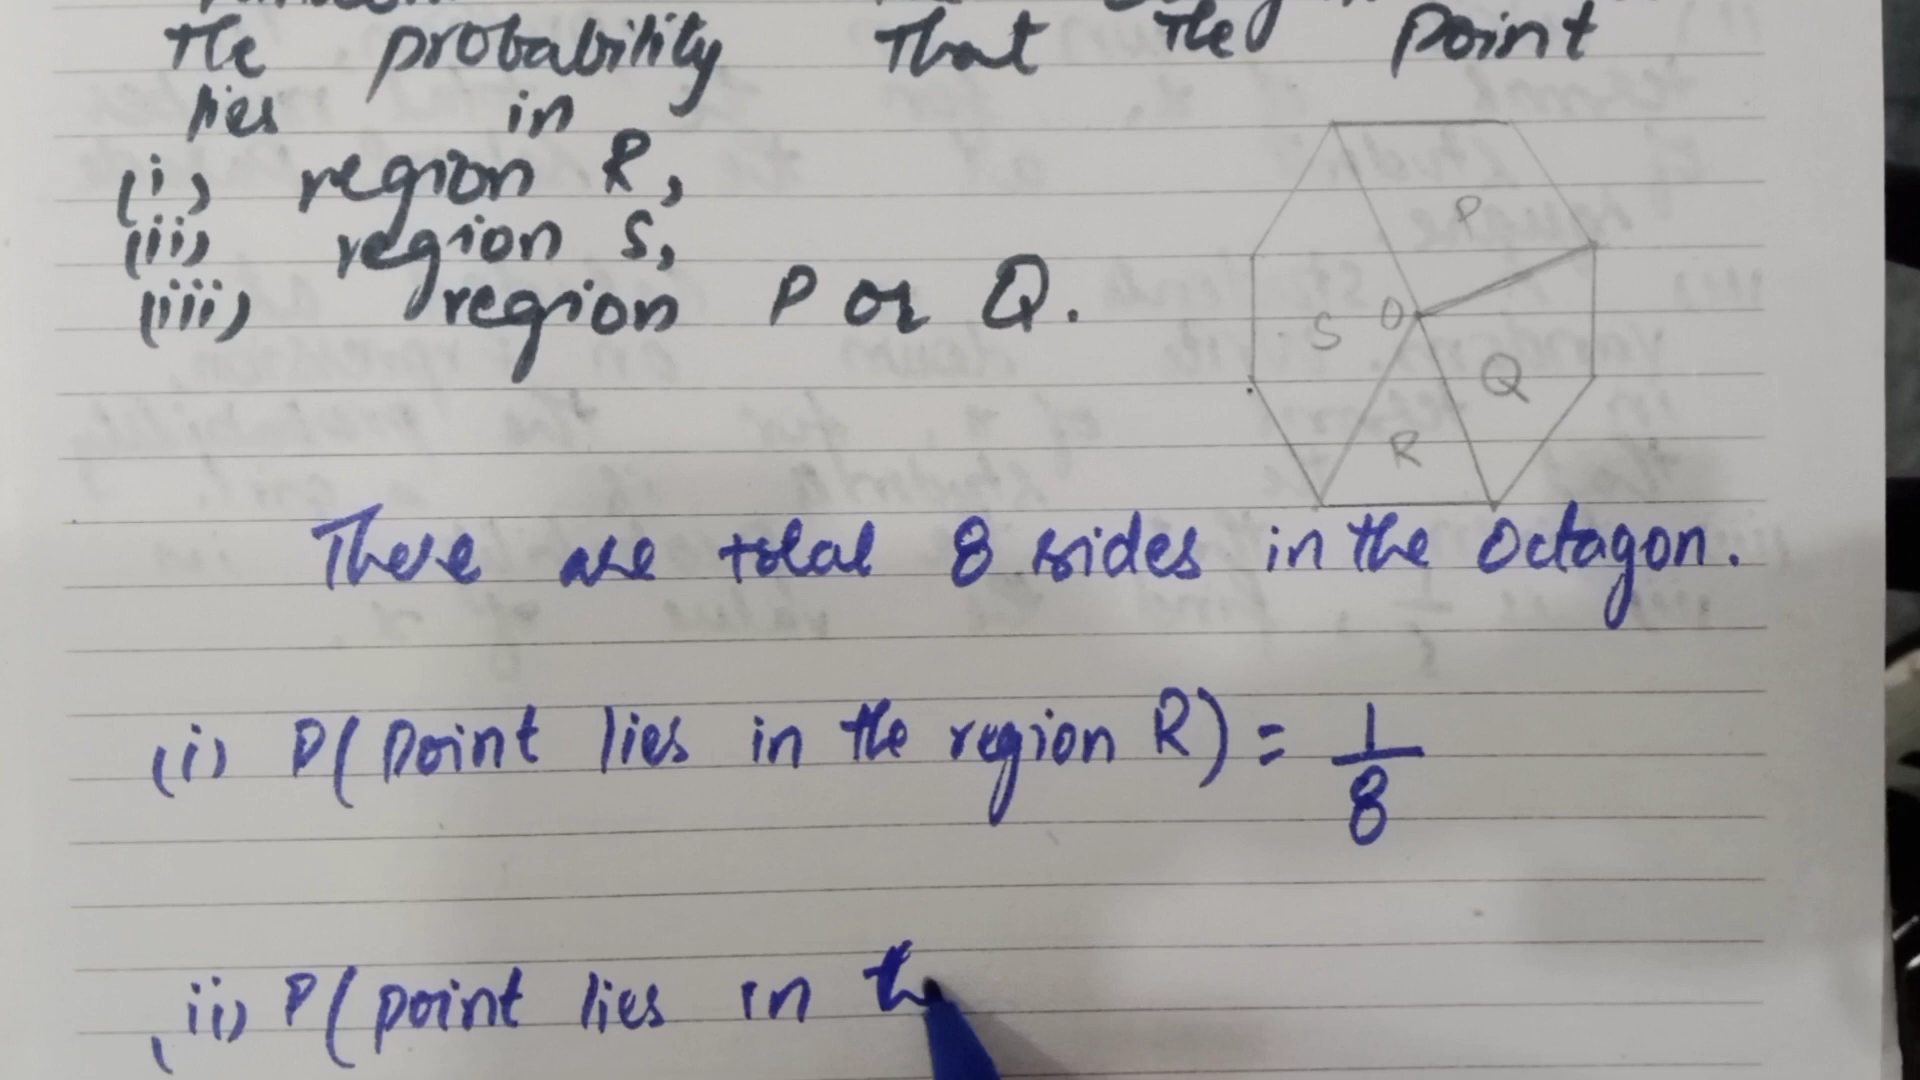 the probability that the point
lies in
(i) region R,
(ii) region S,
(iii) region P or Q.
P
S O
Q
R
There are total 8 sides in the octagon.
(i) P(point lies in the region R) = 1/8
(ii) P(point lies in th